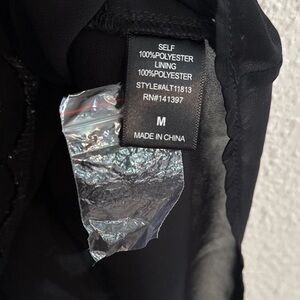 SELF
100%POLYESTER
LINING
100%POLYESTER
STYLE#ALT11813
RN#141397
M
MADE IN CHINA